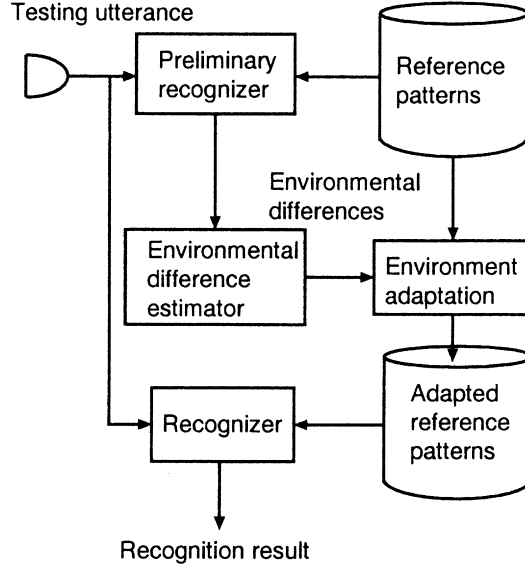 Testing utterance
Preliminary
recognizer
Reference
patterns
Environmental
differences
Environmental
difference
estimator
Environment
adaptation
Recognizer
Adapted
reference
patterns
Recognition result